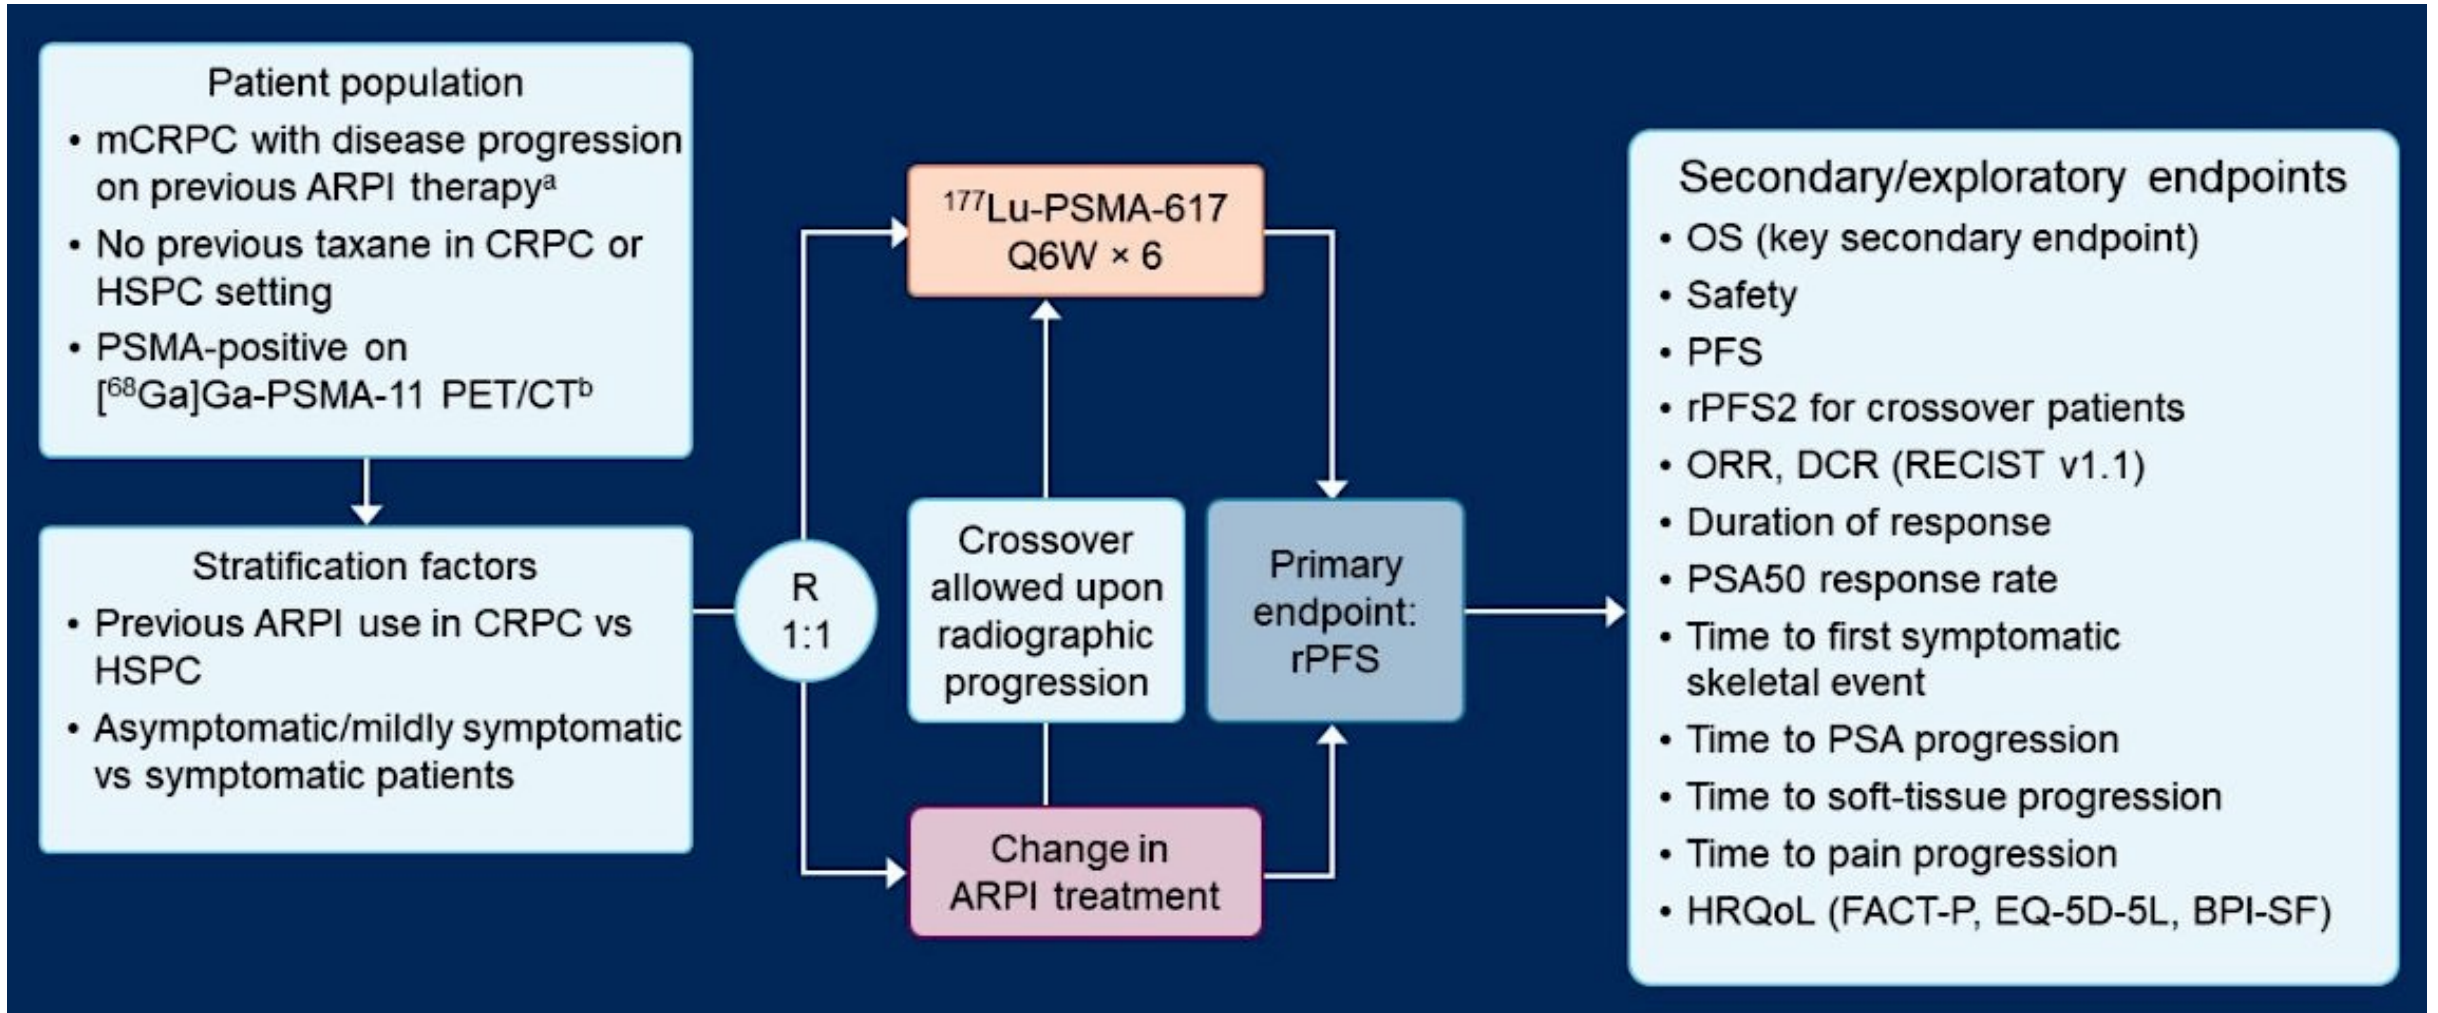 Patient population
• mCRPC with disease progression
on previous ARPI therapyᵃ
• No previous taxane in CRPC or
HSPC setting
• PSMA-positive on
[⁶⁸Ga]Ga-PSMA-11 PET/CTᵇ
Stratification factors
• Previous ARPI use in CRPC vs
HSPC
• Asymptomatic/mildly symptomatic
vs symptomatic patients
R
1:1
¹⁷⁷Lu-PSMA-617
Q6W × 6
Crossover
allowed upon
radiographic
progression
Change in
ARPI treatment
Primary
endpoint:
rPFS
Secondary/exploratory endpoints
• OS (key secondary endpoint)
• Safety
• PFS
• rPFS2 for crossover patients
• ORR, DCR (RECIST v1.1)
• Duration of response
• PSA50 response rate
• Time to first symptomatic
skeletal event
• Time to PSA progression
• Time to soft-tissue progression
• Time to pain progression
• HRQoL (FACT-P, EQ-5D-5L, BPI-SF)